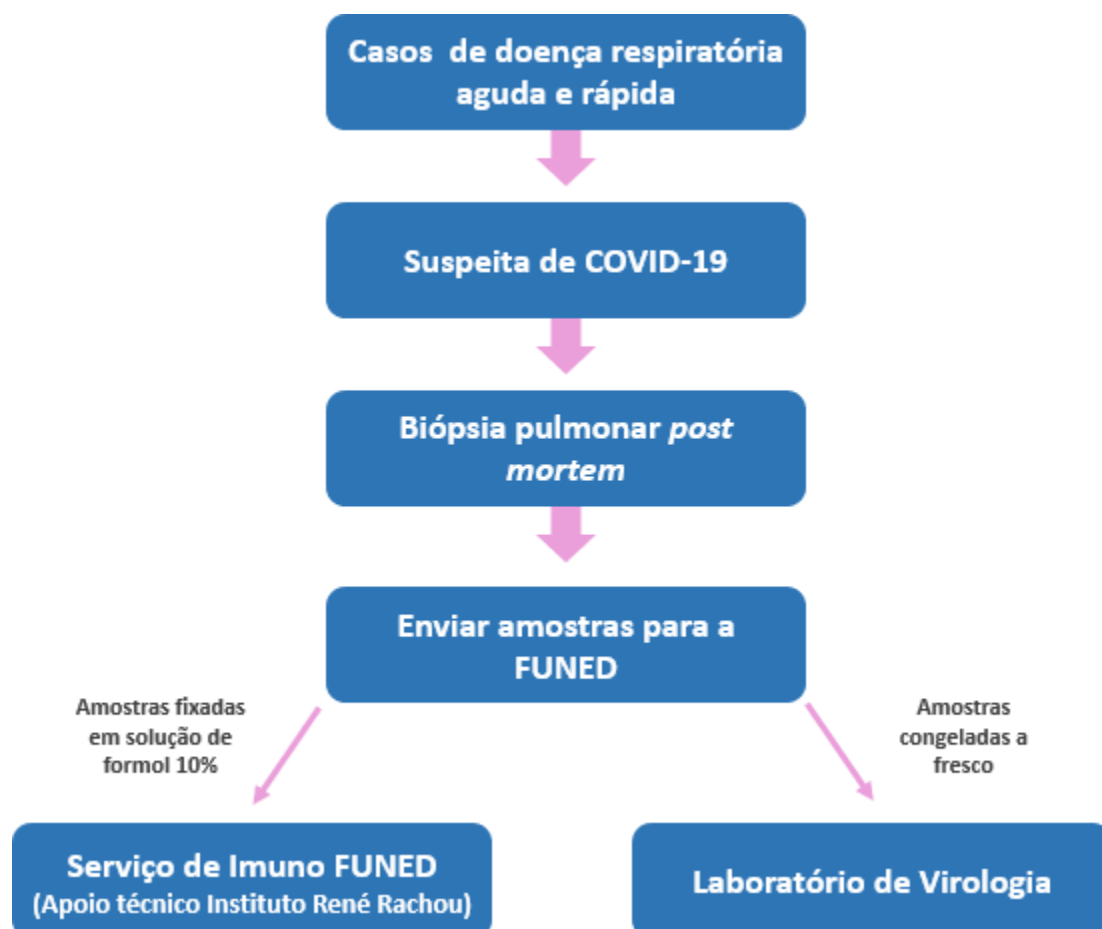 Casos de doença respiratória
aguda e rápida
Suspeita de COVID-19
Biópsia pulmonar post
mortem
Enviar amostras para a
FUNED
Amostras fixadas
em solução de
formol 10%
Amostras
congeladas a
fresco
Serviço de Imuno FUNED
(Apoio técnico Instituto René Rachou)
Laboratório de Virologia